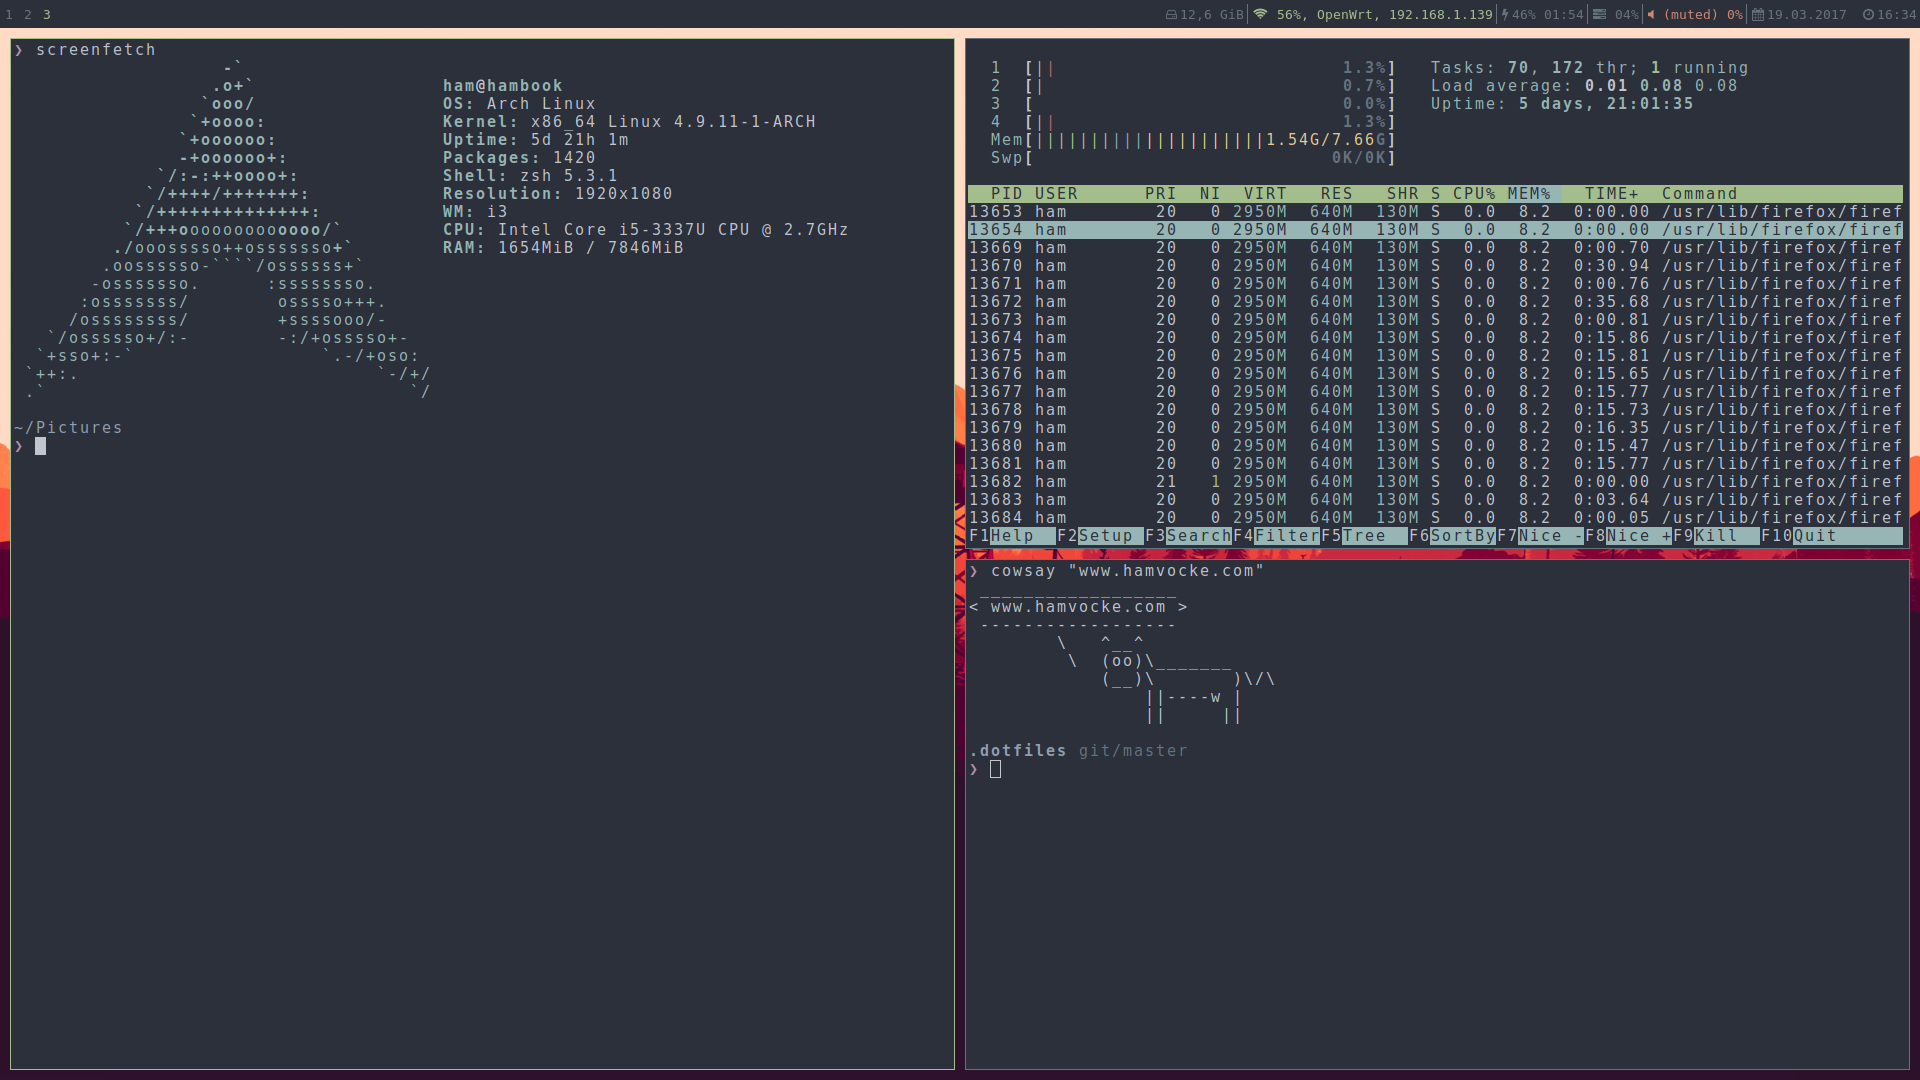 1 2 3 12,6 GiB 56%, OpenWrt, 192.168.1.139 46% 01:54 04% (muted) 0% 19.03.2017 16:34
❯ screenfetch
-`
.o+`
`ooo/
`+oooo:
`+oooooo:
-+oooooo+:
`/:-:++oooo+:
`/++++/+++++++:
`/++++++++++++++:
`/+++ooooooooooooo/`
./ooosssso++osssssso+`
.oossssso-````/ossssss+`
-osssssso. :ssssssso.
:osssssss/ osssso+++.
/ossssssss/ +ssssooo/-
`/ossssso+/:- -:/+osssso+-
`+sso+:-` `.-/+oso:
`++:. `-/+/
.` `/
ham@hambook
OS: Arch Linux
Kernel: x86_64 Linux 4.9.11-1-ARCH
Uptime: 5d 21h 1m
Packages: 1420
Shell: zsh 5.3.1
Resolution: 1920x1080
WM: i3
CPU: Intel Core i5-3337U CPU @ 2.7GHz
RAM: 1654MiB / 7846MiB
~/Pictures
❯
1 [|| 1.3%] Tasks: 70, 172 thr; 1 running
2 [| 0.7%] Load average: 0.01 0.08 0.08
3 [ 0.0%] Uptime: 5 days, 21:01:35
4 [|| 1.3%]
Mem[|||||||||||||||||||||1.54G/7.66G]
Swp[ 0K/0K]
PID USER PRI NI VIRT RES SHR S CPU% MEM% TIME+ Command
13653 ham 20 0 2950M 640M 130M S 0.0 8.2 0:00.00 /usr/lib/firefox/firef
13654 ham 20 0 2950M 640M 130M S 0.0 8.2 0:00.00 /usr/lib/firefox/firef
13669 ham 20 0 2950M 640M 130M S 0.0 8.2 0:00.70 /usr/lib/firefox/firef
13670 ham 20 0 2950M 640M 130M S 0.0 8.2 0:30.94 /usr/lib/firefox/firef
13671 ham 20 0 2950M 640M 130M S 0.0 8.2 0:00.76 /usr/lib/firefox/firef
13672 ham 20 0 2950M 640M 130M S 0.0 8.2 0:35.68 /usr/lib/firefox/firef
13673 ham 20 0 2950M 640M 130M S 0.0 8.2 0:00.81 /usr/lib/firefox/firef
13674 ham 20 0 2950M 640M 130M S 0.0 8.2 0:15.86 /usr/lib/firefox/firef
13675 ham 20 0 2950M 640M 130M S 0.0 8.2 0:15.81 /usr/lib/firefox/firef
13676 ham 20 0 2950M 640M 130M S 0.0 8.2 0:15.65 /usr/lib/firefox/firef
13677 ham 20 0 2950M 640M 130M S 0.0 8.2 0:15.77 /usr/lib/firefox/firef
13678 ham 20 0 2950M 640M 130M S 0.0 8.2 0:15.73 /usr/lib/firefox/firef
13679 ham 20 0 2950M 640M 130M S 0.0 8.2 0:16.35 /usr/lib/firefox/firef
13680 ham 20 0 2950M 640M 130M S 0.0 8.2 0:15.47 /usr/lib/firefox/firef
13681 ham 20 0 2950M 640M 130M S 0.0 8.2 0:15.77 /usr/lib/firefox/firef
13682 ham 21 1 2950M 640M 130M S 0.0 8.2 0:00.00 /usr/lib/firefox/firef
13683 ham 20 0 2950M 640M 130M S 0.0 8.2 0:03.64 /usr/lib/firefox/firef
13684 ham 20 0 2950M 640M 130M S 0.0 8.2 0:00.05 /usr/lib/firefox/firef
F1Help F2Setup F3SearchF4FilterF5Tree F6SortByF7Nice -F8Nice +F9Kill F10Quit
❯ cowsay "www.hamvocke.com"
__________________
< www.hamvocke.com >
------------------
\ ^__^
\ (oo)\_______
(__)\ )\/\
||----w |
|| ||
.dotfiles git/master
❯